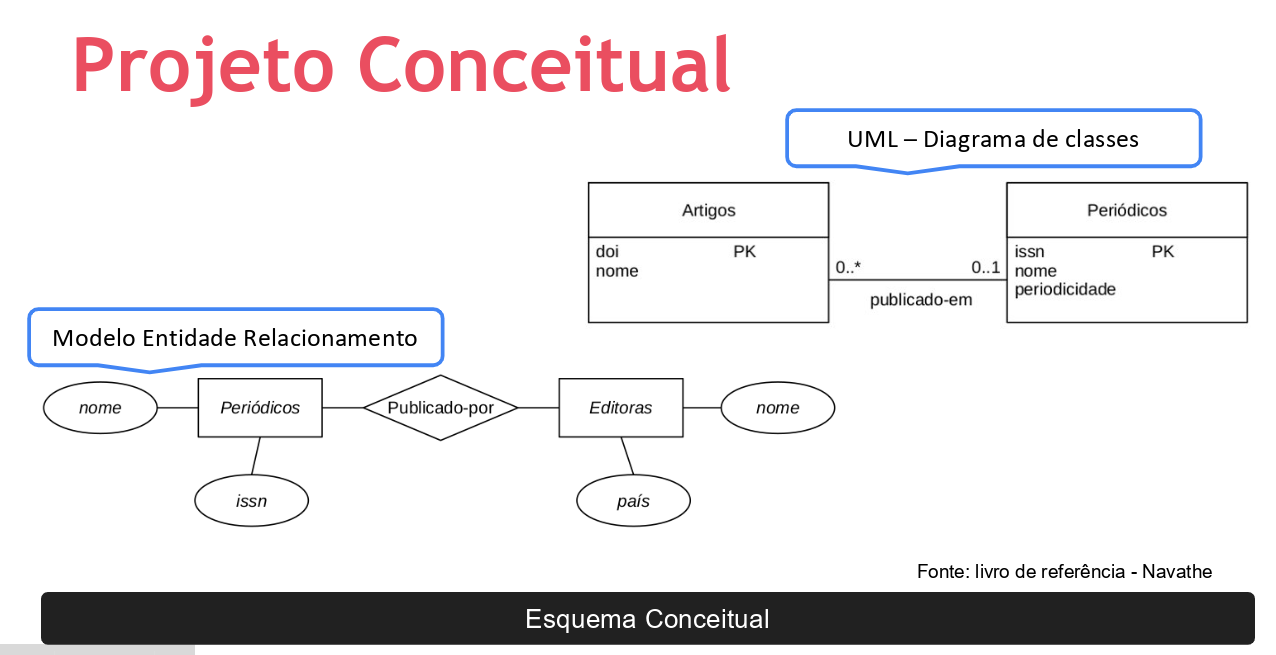 Projeto Conceitual
UML – Diagrama de classes
Artigos
doi PK
nome
0..* 0..1
publicado-em
Periódicos
issn PK
nome
periodicidade
Modelo Entidade Relacionamento
nome
Periódicos
Publicado-por
Editoras
nome
issn
país
Fonte: livro de referência - Navathe
Esquema Conceitual